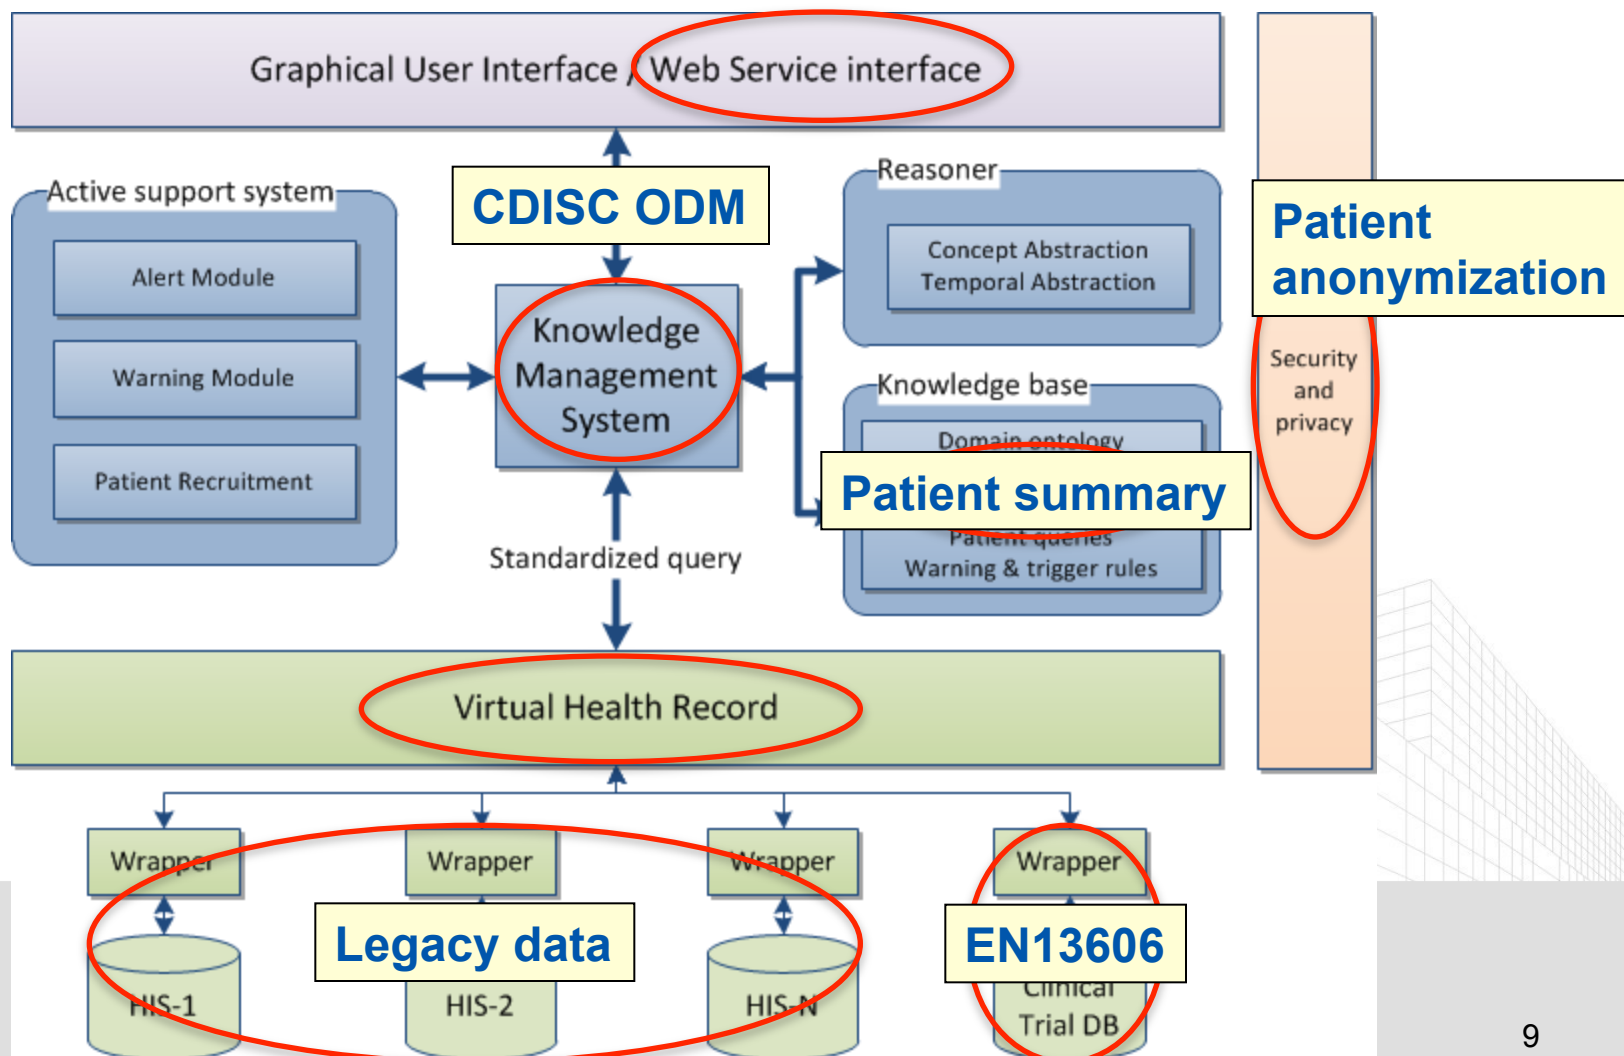 Graphical User Interface / Web Service interface
CDISC ODM
Active support system
Alert Module
Warning Module
Patient Recruitment
Knowledge
Management
System
Reasoner
Concept Abstraction
Temporal Abstraction
Knowledge base
Domain ontology
Patient summary
Patient queries
Warning & trigger rules
Patient
anonymization
Security
and
privacy
Standardized query
Virtual Health Record
Wrapper
Wrapper
Wrapper
Wrapper
Legacy data
EN13606
HIS-1
HIS-2
HIS-N
Clinical
Trial DB
9